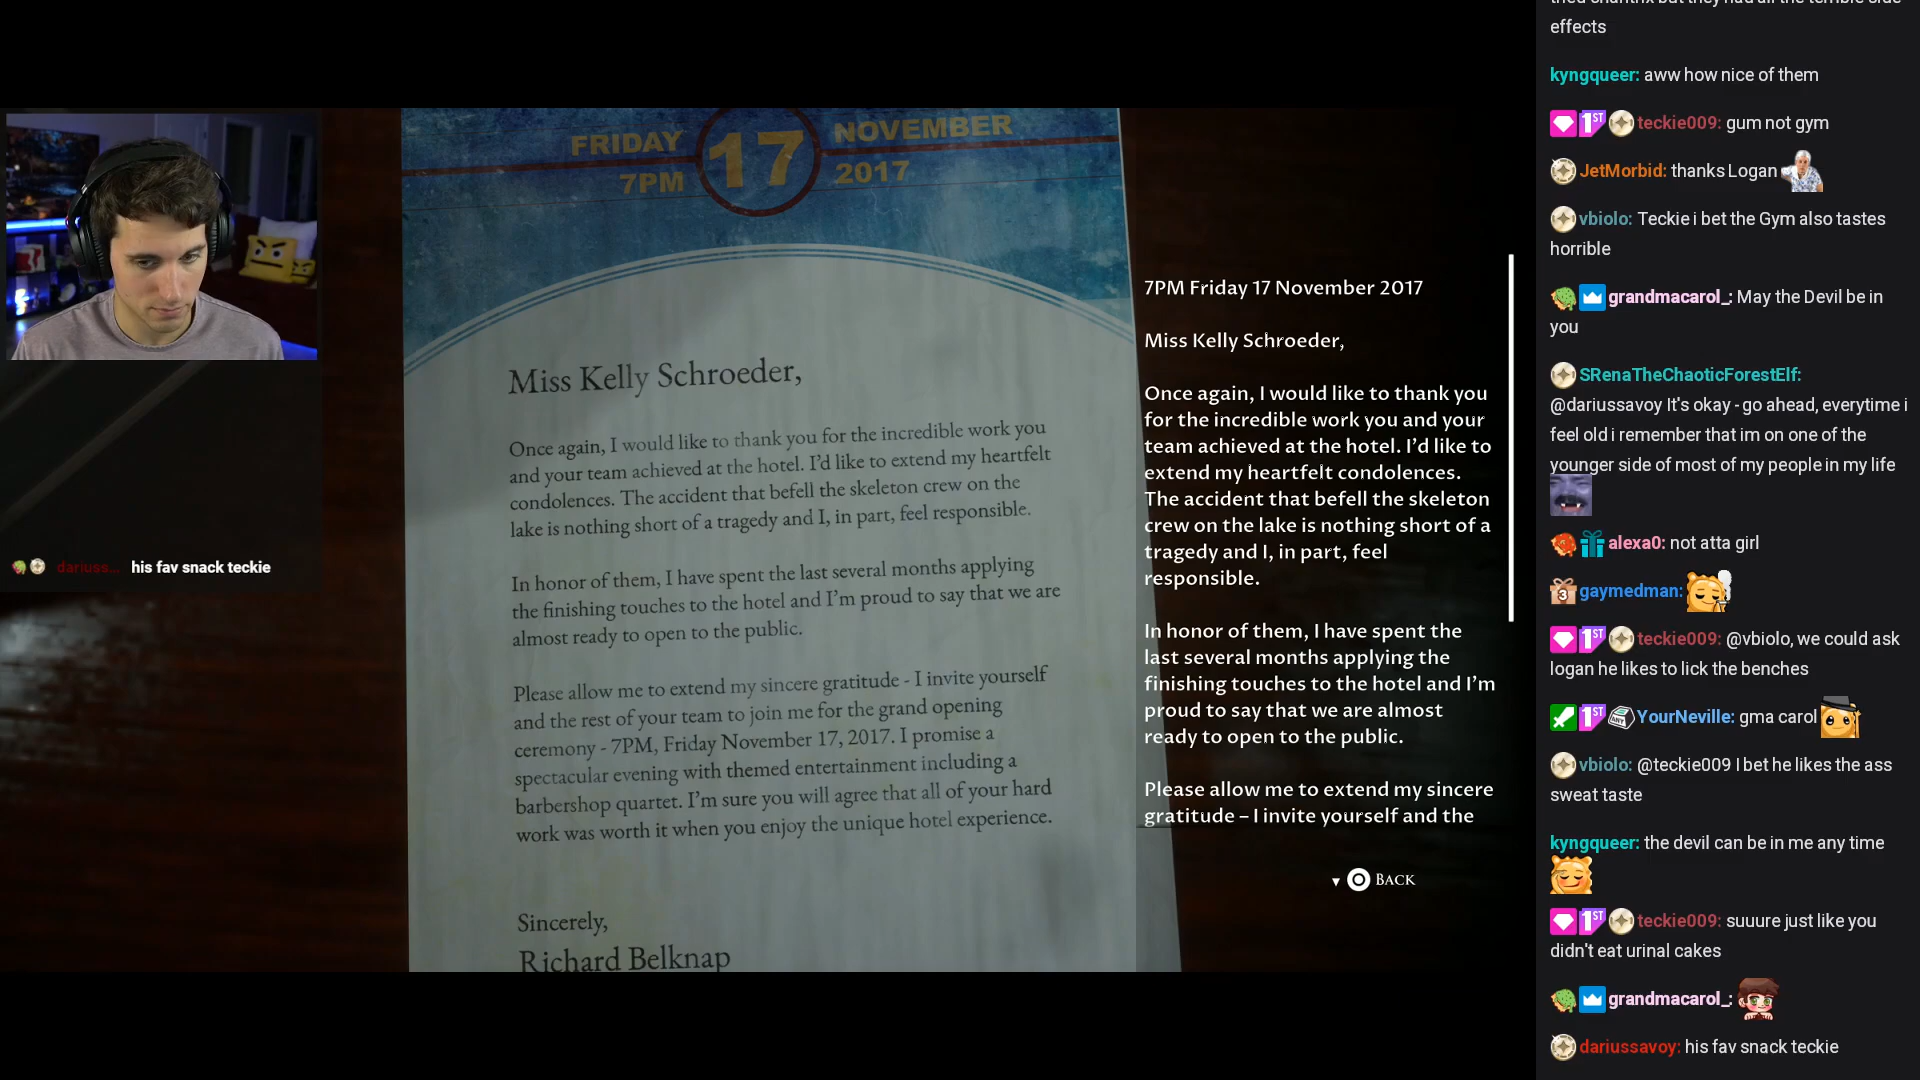 FRIDAY
7PM
17
NOVEMBER
2017
Miss Kelly Schroeder,
Once again, I would like to thank you for the incredible work you
and your team achieved at the hotel. I'd like to extend my heartfelt
condolences. The accident that befell the skeleton crew on the
lake is nothing short of a tragedy and I, in part, feel responsible.
In honor of them, I have spent the last several months applying
the finishing touches to the hotel and I'm proud to say that we are
almost ready to open to the public.
Please allow me to extend my sincere gratitude - I invite yourself
and the rest of your team to join me for the grand opening
ceremony - 7PM, Friday November 17, 2017. I promise a
spectacular evening with themed entertainment including a
barbershop quartet. I'm sure you will agree that all of your hard
work was worth it when you enjoy the unique hotel experience.
Sincerely,
Richard Belknap
7PM Friday 17 November 2017
Miss Kelly Schroeder,
Once again, I would like to thank you
for the incredible work you and your
team achieved at the hotel. I'd like to
extend my heartfelt condolences.
The accident that befell the skeleton
crew on the lake is nothing short of a
tragedy and I, in part, feel
responsible.
In honor of them, I have spent the
last several months applying the
finishing touches to the hotel and I'm
proud to say that we are almost
ready to open to the public.
Please allow me to extend my sincere
gratitude – I invite yourself and the
BACK
dariuss... his fav snack teckie
effects
kyngqueer: aww how nice of them
1ST teckie009: gum not gym
JetMorbid: thanks Logan
vbiolo: Teckie i bet the Gym also tastes
horrible
grandmacarol_: May the Devil be in
you
SRenaTheChaoticForestElf:
@dariussavoy It's okay - go ahead, everytime i
feel old i remember that im on one of the
younger side of most of my people in my life
alexa0: not atta girl
3 gaymedman:
1ST teckie009: @vbiolo, we could ask
logan he likes to lick the benches
1ST YourNeville: gma carol
vbiolo: @teckie009 I bet he likes the ass
sweat taste
kyngqueer: the devil can be in me any time
1ST teckie009: suuure just like you
didn't eat urinal cakes
grandmacarol_:
dariussavoy: his fav snack teckie